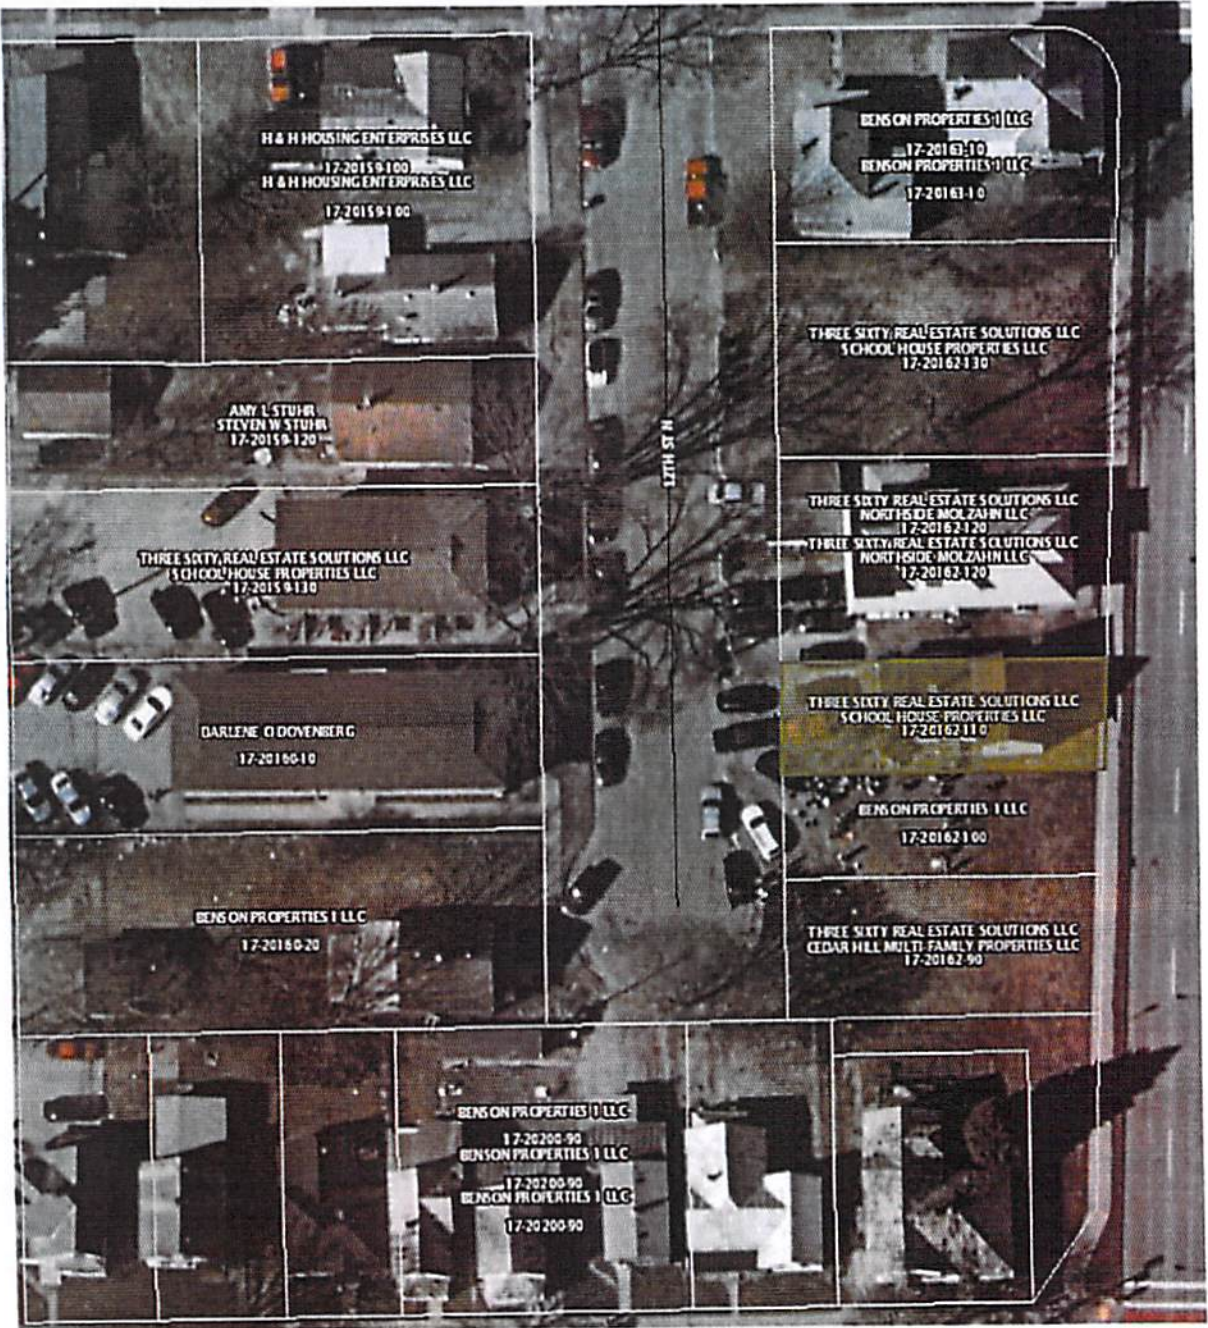 H & H HOUSING ENTERPRISES LLC
17-20159-100
H & H HOUSING ENTERPRISES LLC
17-20159-100
BENSON PROPERTIES 1 LLC
17-20163-10
BENSON PROPERTIES 1 LLC
17-20163-10
THREE SIXTY REAL ESTATE SOLUTIONS LLC
SCHOOL HOUSE PROPERTIES LLC
17-20162-130
AMY L STUHR
STEVEN W STUHR
17-20159-120
12TH ST N
THREE SIXTY REAL ESTATE SOLUTIONS LLC
NORTHSIDE MOLZAHN LLC
17-20162-120
THREE SIXTY REAL ESTATE SOLUTIONS LLC
NORTHSIDE MOLZAHN LLC
17-20162-120
THREE SIXTY REAL ESTATE SOLUTIONS LLC
SCHOOL HOUSE PROPERTIES LLC
17-20159-130
THREE SIXTY REAL ESTATE SOLUTIONS LLC
SCHOOL HOUSE PROPERTIES LLC
17-20162-110
DARLENE O DOVENBERG
17-20160-10
BENSON PROPERTIES 1 LLC
17-20162-100
BENSON PROPERTIES 1 LLC
17-20160-20
THREE SIXTY REAL ESTATE SOLUTIONS LLC
CEDAR HILL MULTI FAMILY PROPERTIES LLC
17-20162-90
BENSON PROPERTIES 1 LLC
17-20200-90
BENSON PROPERTIES 1 LLC
17-20200-90
BENSON PROPERTIES 1 LLC
17-20200-90